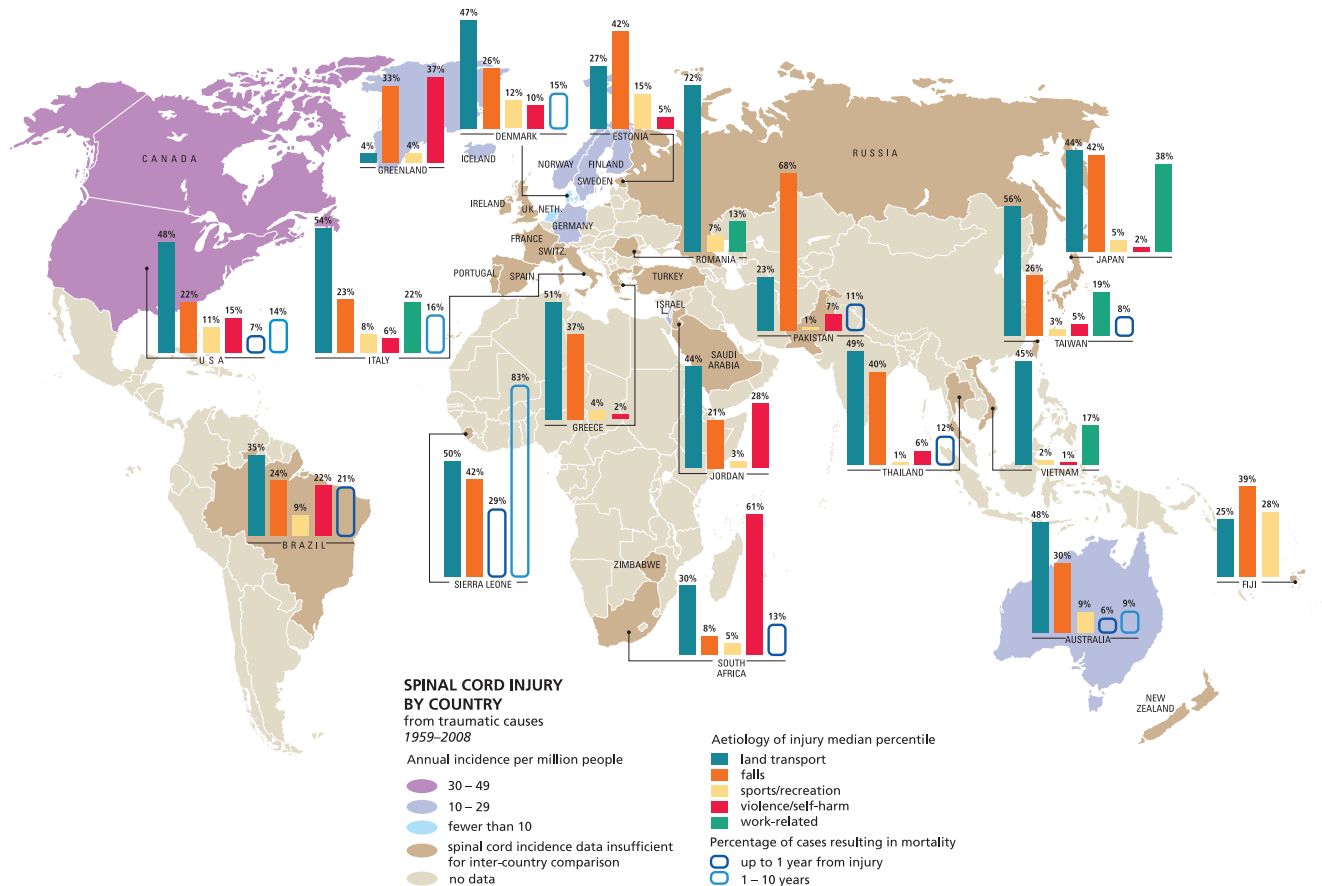 47%
26%
12%
10%
15%
DENMARK
27%
42%
15%
5%
ESTONIA
4%
33%
4%
37%
GREENLAND
72%
7%
13%
ROMANIA
CANADA
ICELAND
NORWAY
FINLAND
SWEDEN
RUSSIA
IRELAND
UK
NETH.
GERMANY
FRANCE
SWITZ.
PORTUGAL
SPAIN
TURKEY
ISRAEL
SAUDI
ARABIA
44%
42%
5%
2%
38%
JAPAN
48%
22%
11%
15%
7%
14%
USA
54%
23%
8%
6%
22%
16%
ITALY
51%
37%
4%
2%
GREECE
23%
68%
1%
7%
11%
PAKISTAN
56%
26%
3%
5%
19%
8%
TAIWAN
44%
21%
3%
28%
JORDAN
49%
40%
1%
6%
12%
THAILAND
45%
2%
1%
17%
VIETNAM
35%
24%
9%
22%
21%
BRAZIL
50%
42%
29%
83%
SIERRA LEONE
ZIMBABWE
30%
8%
5%
61%
13%
SOUTH
AFRICA
48%
30%
9%
6%
9%
AUSTRALIA
25%
39%
28%
FIJI
NEW
ZEALAND
SPINAL CORD INJURY
BY COUNTRY
from traumatic causes
1959–2008
Annual incidence per million people
30 – 49
10 – 29
fewer than 10
spinal cord incidence data insufficient
for inter-country comparison
no data
Aetiology of injury median percentile
land transport
falls
sports/recreation
violence/self-harm
work-related
Percentage of cases resulting in mortality
up to 1 year from injury
1 – 10 years